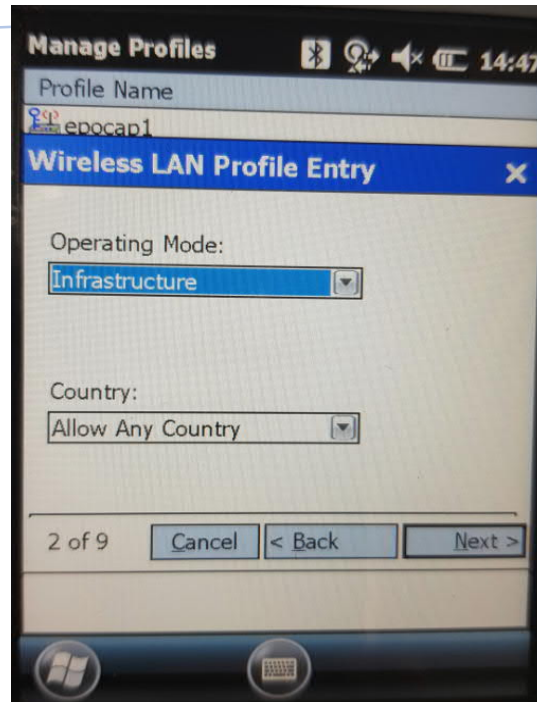 Manage Profiles 14:47
Profile Name
epocap1
Wireless LAN Profile Entry
Operating Mode:
Infrastructure
Country:
Allow Any Country
2 of 9 Cancel < Back Next >